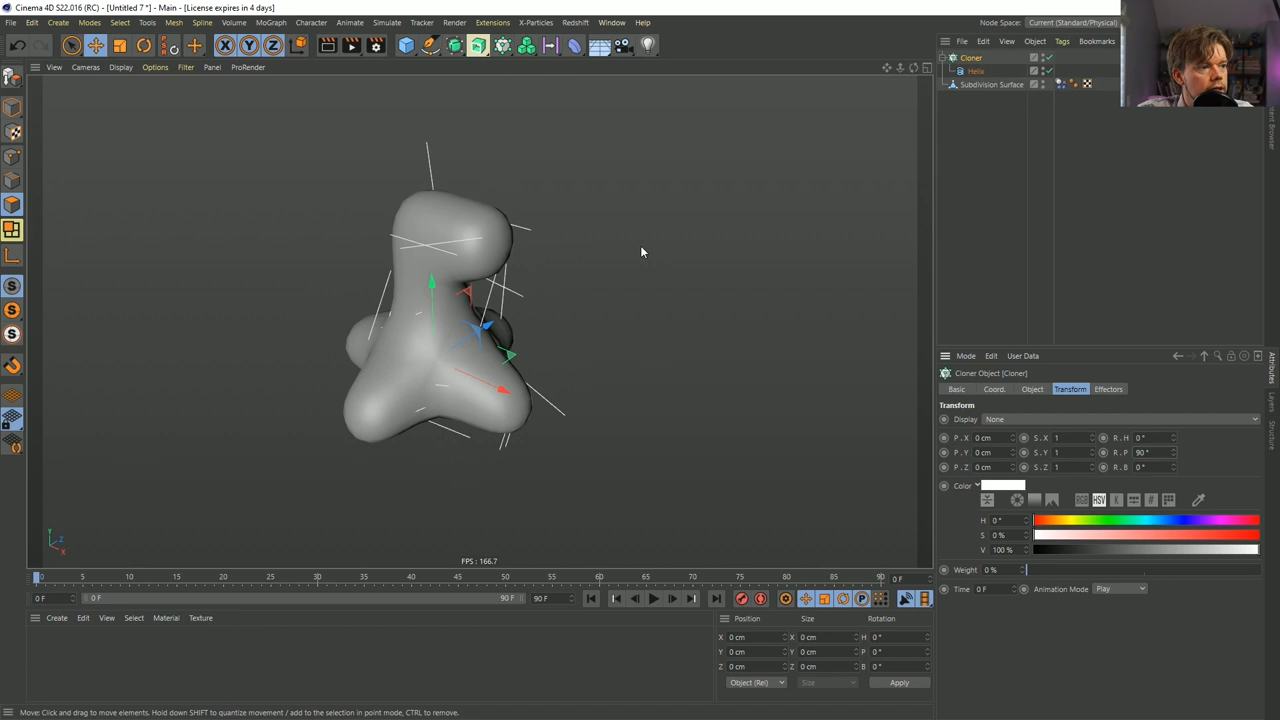 Cinema 4D S22.016 (RC) - [Untitled 7 *] - Main - [License expires in 4 days]
File Edit Create Modes Select Tools Mesh Spline Volume MoGraph Character Animate Simulate Tracker Render Extensions X-Particles Redshift Window Help Node Space: Current (Standard/Physical)
X Y Z
File Edit View Object Tags Bookmarks
Cloner
Helix
Subdivision Surface
View Cameras Display Options Filter Panel ProRender
Content Browser
Mode Edit User Data
Cloner Object [Cloner]
Basic Coord. Object Transform Effectors
Attributes
Layers
Structure
Transform
Display None
P . X 0 cm S . X 1 R . H 0 °
P . Y 0 cm S . Y 1 R . P 90 °
P . Z 0 cm S . Z 1 R . B 0 °
Color
RGB HSV K #
H 0 °
S 0 %
V 100 %
Y
Z
X
FPS : 166.7
Weight 0 %
Time 0 F Animation Mode Play
0 5 10 15 20 25 30 35 40 45 50 55 60 65 70 75 80 85 90 0 F
0 F 0 F 90 F 90 F
Create Edit View Select Material Texture
Position Size Rotation
X 0 cm X 0 cm H 0 °
Y 0 cm Y 0 cm P 0 °
Z 0 cm Z 0 cm B 0 °
Object (Rel) Size Apply
Move: Click and drag to move elements. Hold down SHIFT to quantize movement / add to the selection in point mode, CTRL to remove.